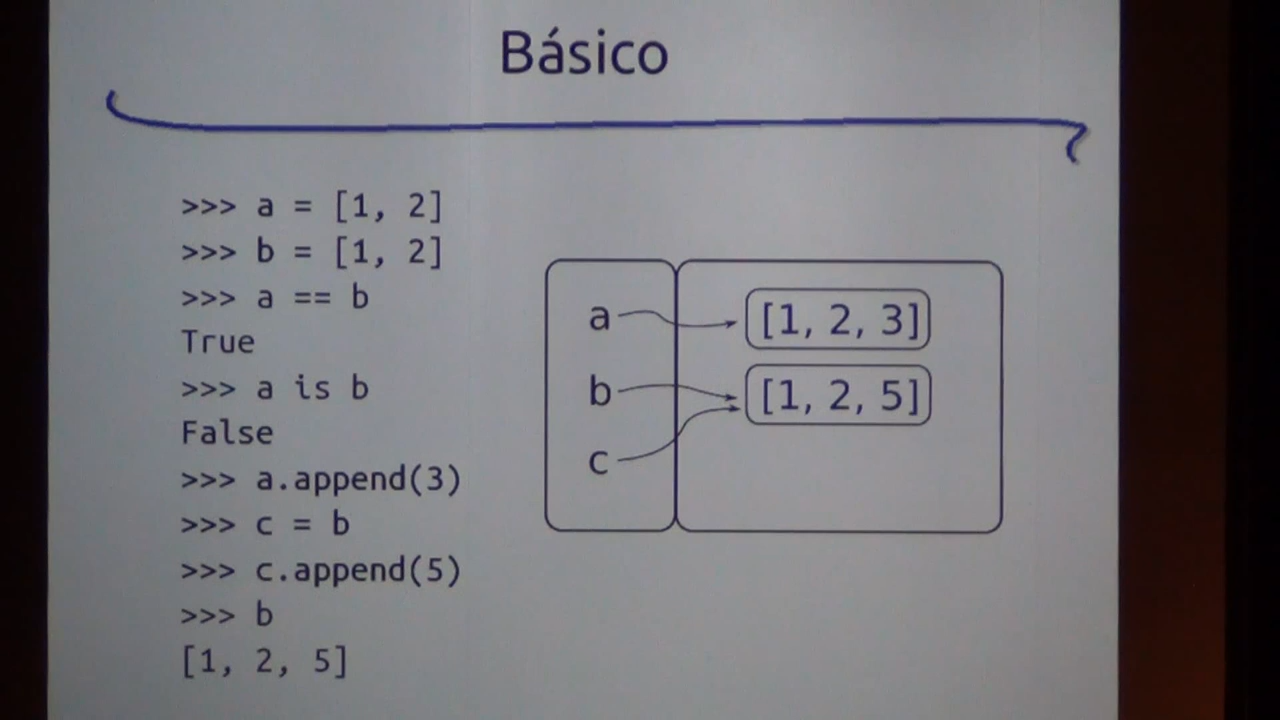 Básico
>>> a = [1, 2]
>>> b = [1, 2]
>>> a == b
True
>>> a is b
False
>>> a.append(3)
>>> c = b
>>> c.append(5)
>>> b
[1, 2, 5]
a [1, 2, 3]
b [1, 2, 5]
c